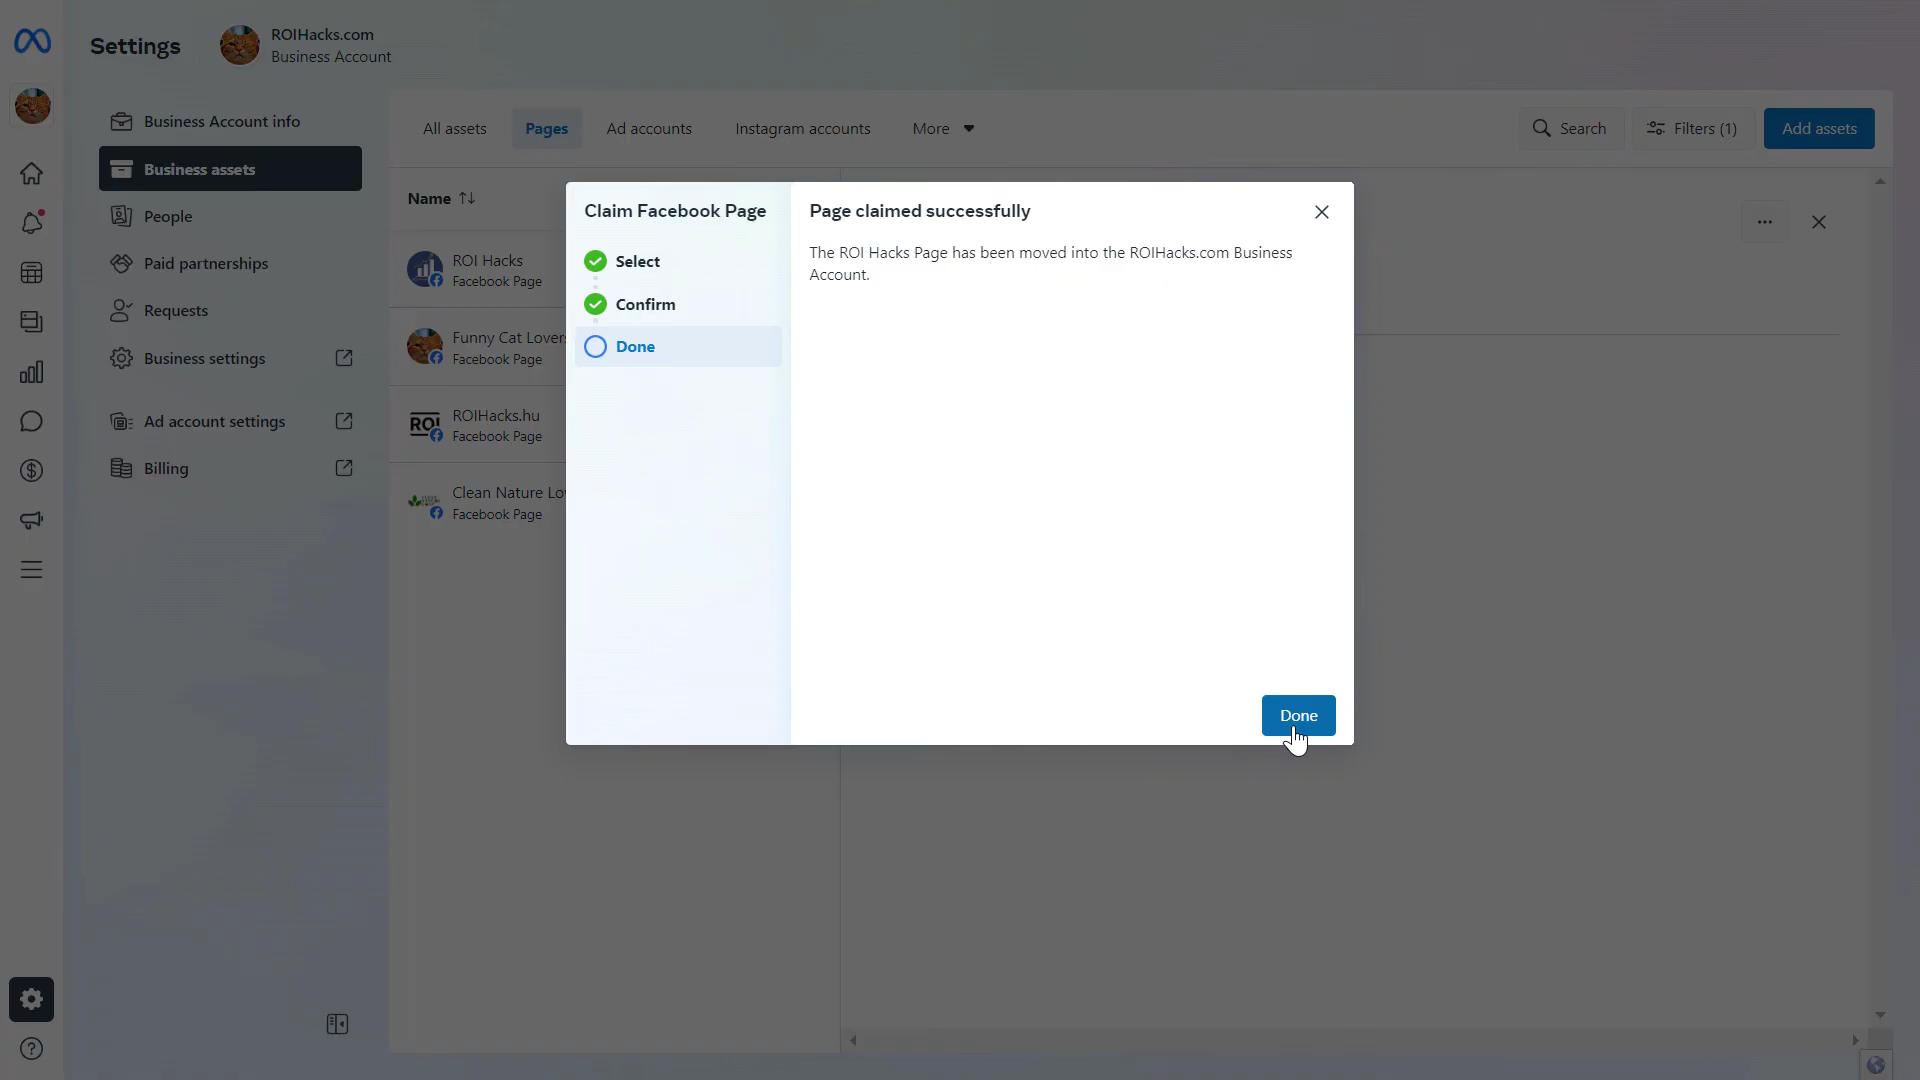 Settings
ROIHacks.com
Business Account
Business Account info
Business assets
People
Paid partnerships
Requests
Business settings
Ad account settings
Billing
All assets
Pages
Ad accounts
Instagram accounts
More
Search
Filters (1)
Add assets
Name
ROI Hacks
Facebook Page
Funny Cat Lovers
Facebook Page
ROI
ROIHacks.hu
Facebook Page
Clean Nature Lo
Facebook Page
Claim Facebook Page
Select
Confirm
Done
Page claimed successfully
The ROI Hacks Page has been moved into the ROIHacks.com Business
Account.
Done